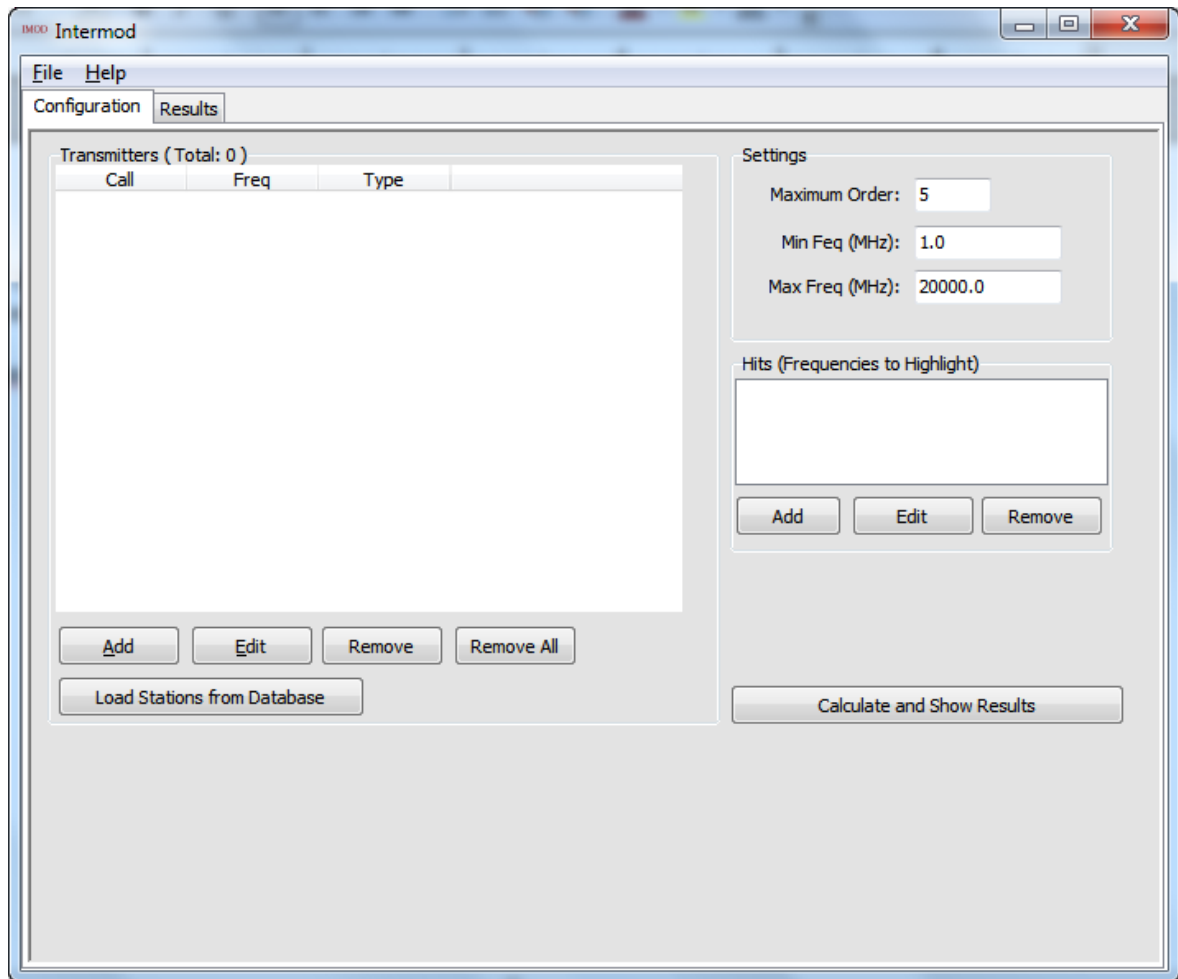 IMOD Intermod
File Help
Configuration Results
Transmitters ( Total: 0 )
Call Freq Type
Add Edit Remove Remove All
Load Stations from Database
Settings
Maximum Order: 5
Min Feq (MHz): 1.0
Max Freq (MHz): 20000.0
Hits (Frequencies to Highlight)
Add Edit Remove
Calculate and Show Results